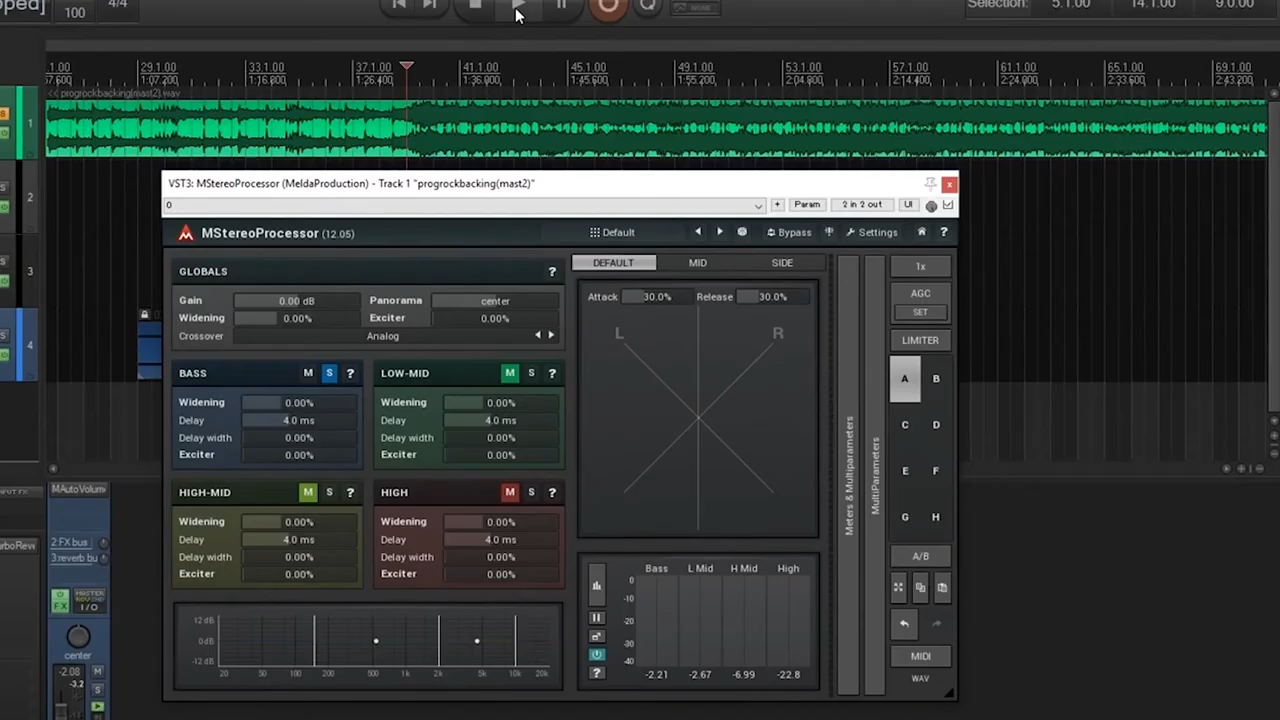 opped]
100
4/4
NONE
Selection:
5.1.00
14.1.00
9.0.00
.1.00 29.1.00 33.1.00 37.1.00 41.1.00 45.1.00 49.1.00 53.1.00 57.1.00 61.1.00 65.1.00 69.1.00
57.600 1:07.200 1:16.800 1:26.400 1:36.000 1:45.600 1:55.200 2:04.800 2:14.400 2:24.000 2:33.600 2:43.200
<< progrockbacking(mast2).wav
1
2
3
4
VST3: MStereoProcessor (MeldaProduction) - Track 1 "progrockbacking(mast2)"
0
+ Param 2 in 2 out UI
MStereoProcessor (12.05)
Default
Bypass
Settings
?
GLOBALS ?
Gain 0.00 dB Panorama center
Widening 0.00% Exciter 0.00%
Crossover Analog
BASS M S ?
Widening 0.00%
Delay 4.0 ms
Delay width 0.00%
Exciter 0.00%
LOW-MID M S ?
Widening 0.00%
Delay 4.0 ms
Delay width 0.00%
Exciter 0.00%
HIGH-MID M S ?
Widening 0.00%
Delay 4.0 ms
Delay width 0.00%
Exciter 0.00%
HIGH M S ?
Widening 0.00%
Delay 4.0 ms
Delay width 0.00%
Exciter 0.00%
12 dB
0dB
-12 dB
20 50 100 200 500 1k 2k 5k 10k 20k
DEFAULT MID SIDE
Attack 30.0% Release 30.0%
L R
Bass L Mid H Mid High
0
-10
-20
-30
-40
-2.21 -2.67 -6.99 -22.8
?
Meters & Multiparameters
MultiParameters
1x
AGC
SET
LIMITER
A B
C D
E F
G H
A/B
MIDI
WAV
MAutoVolum
2:FX bus
3:reverb bu
FX
I/O
center
-2.08
-3.2
M
S